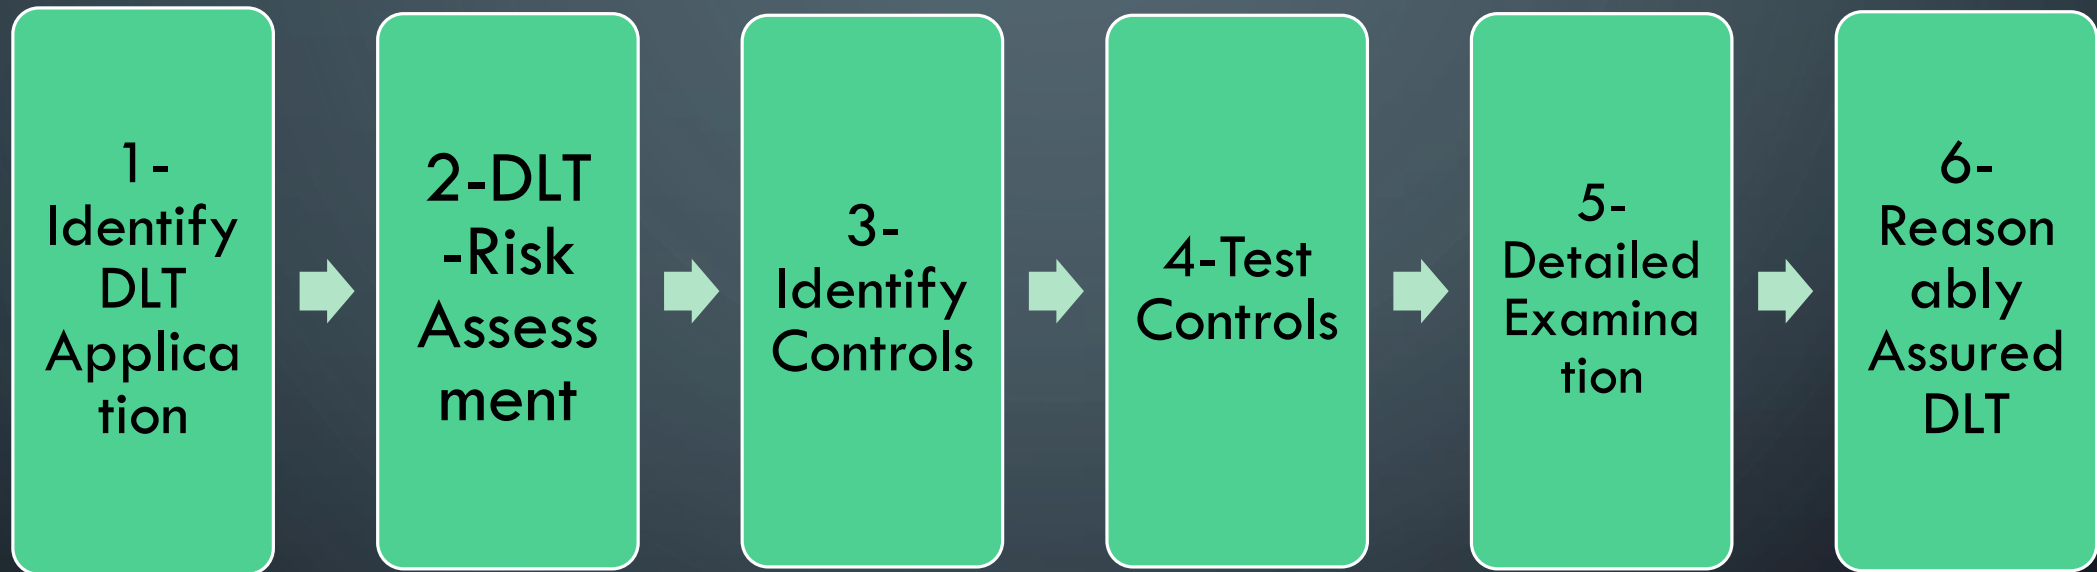 1-
Identify
DLT
Applica
tion
2-DLT
-Risk
Assess
ment
3-
Identify
Controls
4-Test
Controls
5-
Detailed
Examina
tion
6-
Reason
ably
Assured
DLT